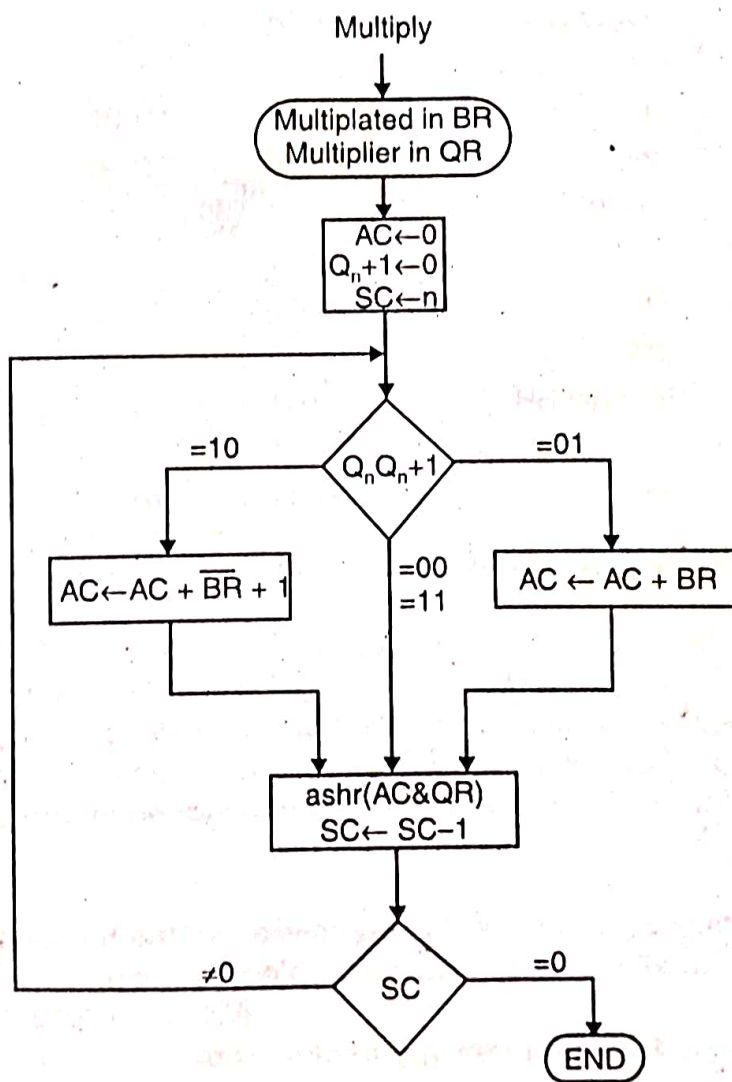 Multiply
Multiplated in BR
Multiplier in QR
AC←0
Qₙ+1←0
SC←n
=10
QₙQₙ+1
=01
AC←AC + B̅R̅ + 1
=00
=11
AC ← AC + BR
ashr(AC&QR)
SC← SC−1
≠0
SC
=0
END